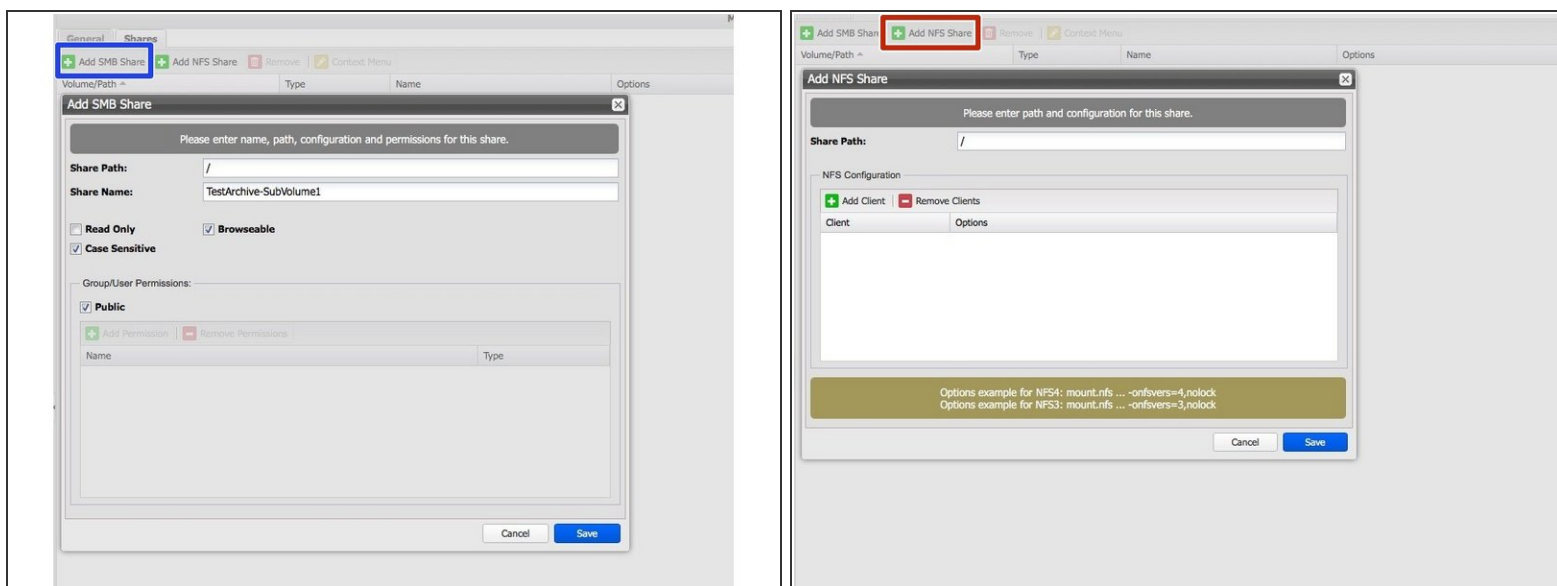 General Shares
Add SMB Share Add NFS Share Remove Context Menu
Volume/Path Type Name Options
Add SMB Share
Please enter name, path, configuration and permissions for this share.
Share Path: /
Share Name: TestArchive-SubVolume1
Read Only Browseable
Case Sensitive
Group/User Permissions:
Public
Add Permission Remove Permissions
Name Type
Cancel Save
Add SMB Shar Add NFS Share Remove Context Menu
Volume/Path Type Name Options
Add NFS Share
Please enter path and configuration for this share.
Share Path: /
NFS Configuration
Add Client Remove Clients
Client Options
Options example for NFS4: mount.nfs ... -onfsvers=4,nolock
Options example for NFS3: mount.nfs ... -onfsvers=3,nolock
Cancel Save